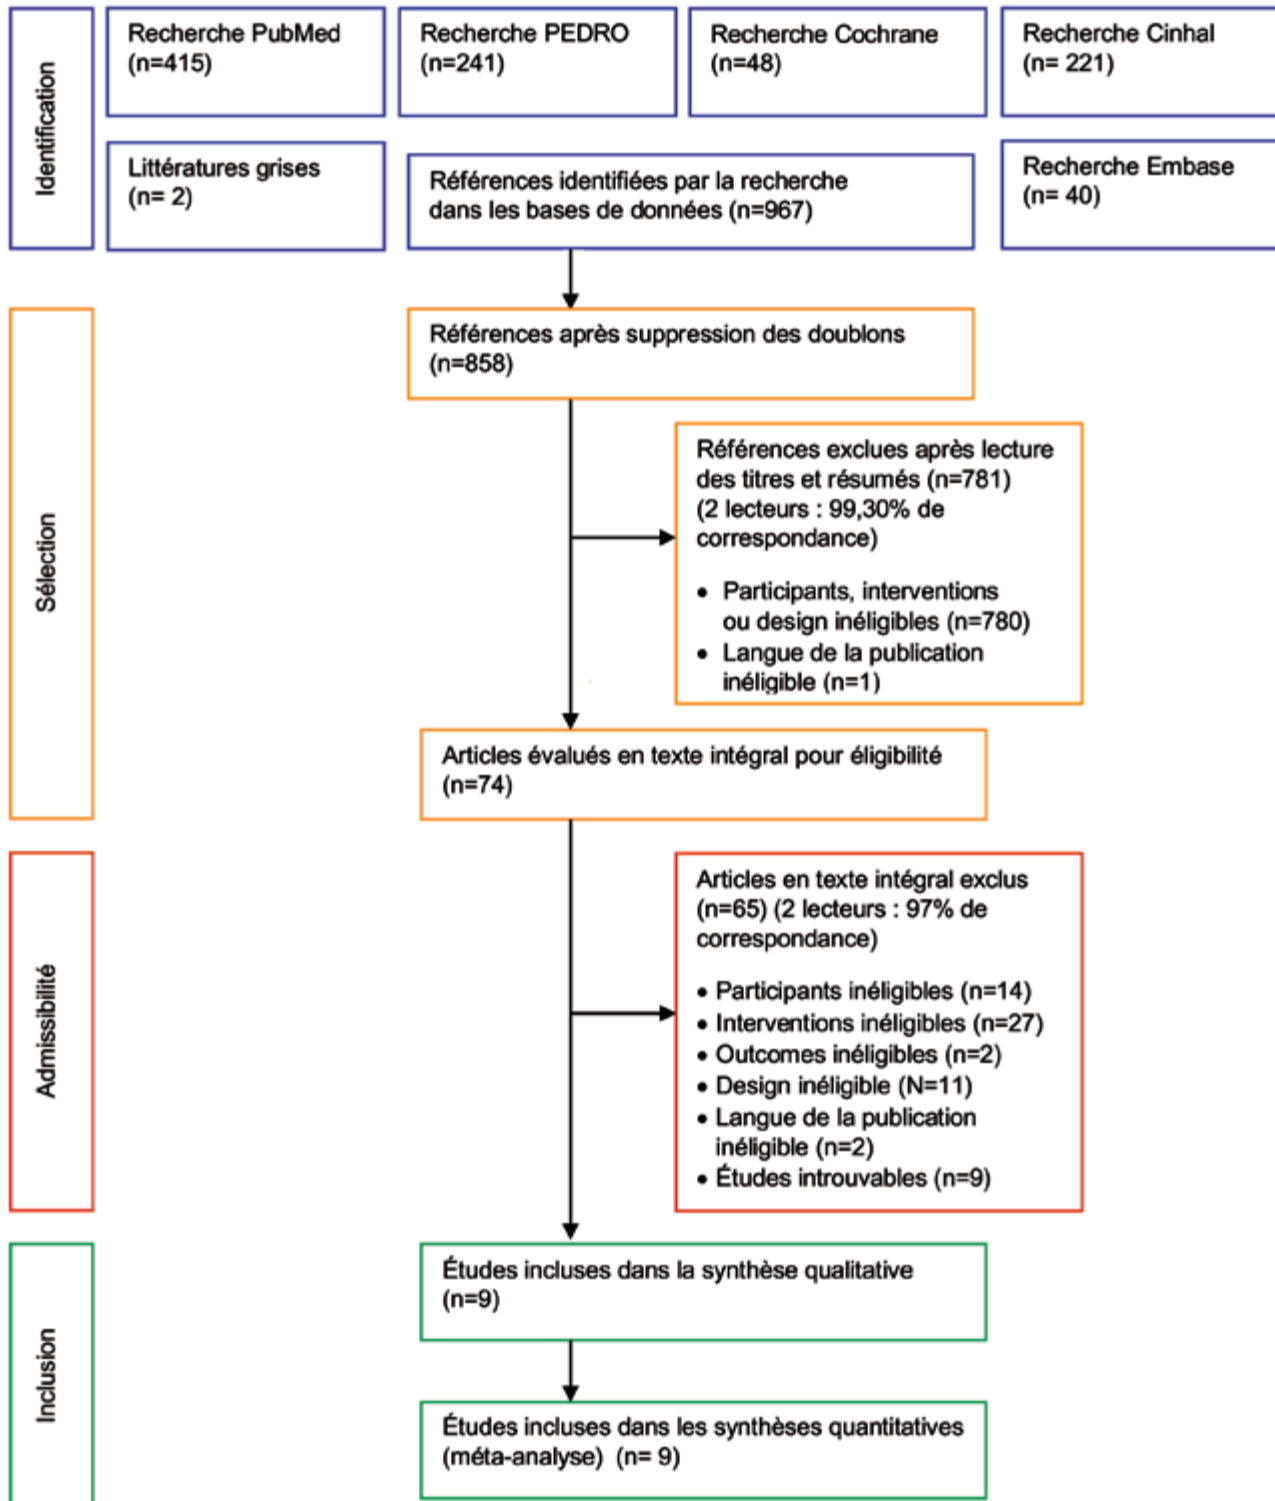 Identification
Recherche PubMed
(n=415)
Recherche PEDRO
(n=241)
Recherche Cochrane
(n=48)
Recherche Cinhal
(n= 221)
Littératures grises
(n= 2)
Références identifiées par la recherche
dans les bases de données (n=967)
Recherche Embase
(n= 40)
Sélection
Références après suppression des doublons
(n=858)
Références exclues après lecture
des titres et résumés (n=781)
(2 lecteurs : 99,30% de
correspondance)
• Participants, interventions
ou design inéligibles (n=780)
• Langue de la publication
inéligible (n=1)
Articles évalués en texte intégral pour éligibilité
(n=74)
Admissibilité
Articles en texte intégral exclus
(n=65) (2 lecteurs : 97% de
correspondance)
• Participants inéligibles (n=14)
• Interventions inéligibles (n=27)
• Outcomes inéligibles (n=2)
• Design inéligible (N=11)
• Langue de la publication
inéligible (n=2)
• Études introuvables (n=9)
Inclusion
Études incluses dans la synthèse qualitative
(n=9)
Études incluses dans les synthèses quantitatives
(méta-analyse) (n= 9)